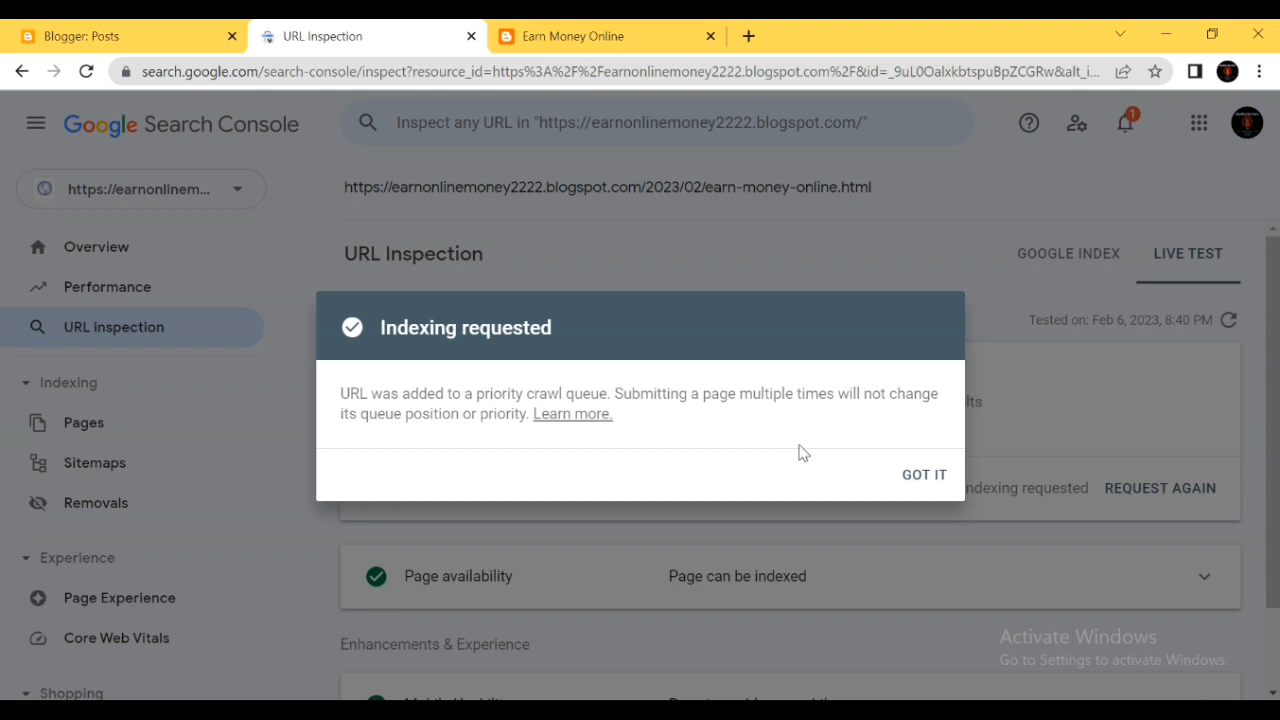 Blogger: Posts
URL Inspection
Earn Money Online
search.google.com/search-console/inspect?resource_id=https%3A%2F%2Fearnonlinemoney2222.blogspot.com%2F&id=_9uL0OalxkbtspuBpZCGRw&alt_i...
Google Search Console
Inspect any URL in "https://earnonlinemoney2222.blogspot.com/"
1
https://earnonlinem...
https://earnonlinemoney2222.blogspot.com/2023/02/earn-money-online.html
Overview
Performance
URL inspection
Indexing
Pages
Sitemaps
Removals
Experience
Page Experience
Core Web Vitals
Shopping
URL Inspection
GOOGLE INDEX
LIVE TEST
Tested on: Feb 6, 2023, 8:40 PM
Indexing requested
URL was added to a priority crawl queue. Submitting a page multiple times will not change
its queue position or priority. Learn more.
GOT IT
lts
ndexing requested
REQUEST AGAIN
Page availability
Page can be indexed
Enhancements & Experience
Activate Windows
Go to Settings to activate Windows.